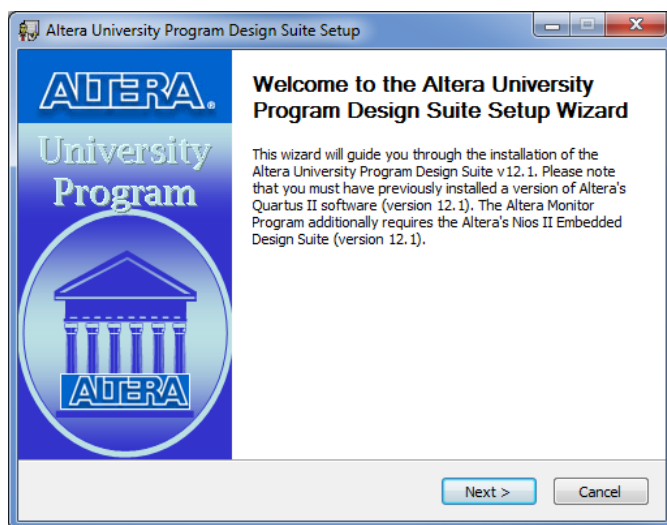 Altera University Program Design Suite Setup
ALTERA®
University
Program
ALTERA
Welcome to the Altera University
Program Design Suite Setup Wizard
This wizard will guide you through the installation of the
Altera University Program Design Suite v12.1. Please note
that you must have previously installed a version of Altera's
Quartus II software (version 12.1). The Altera Monitor
Program additionally requires the Altera's Nios II Embedded
Design Suite (version 12.1).
Next >
Cancel